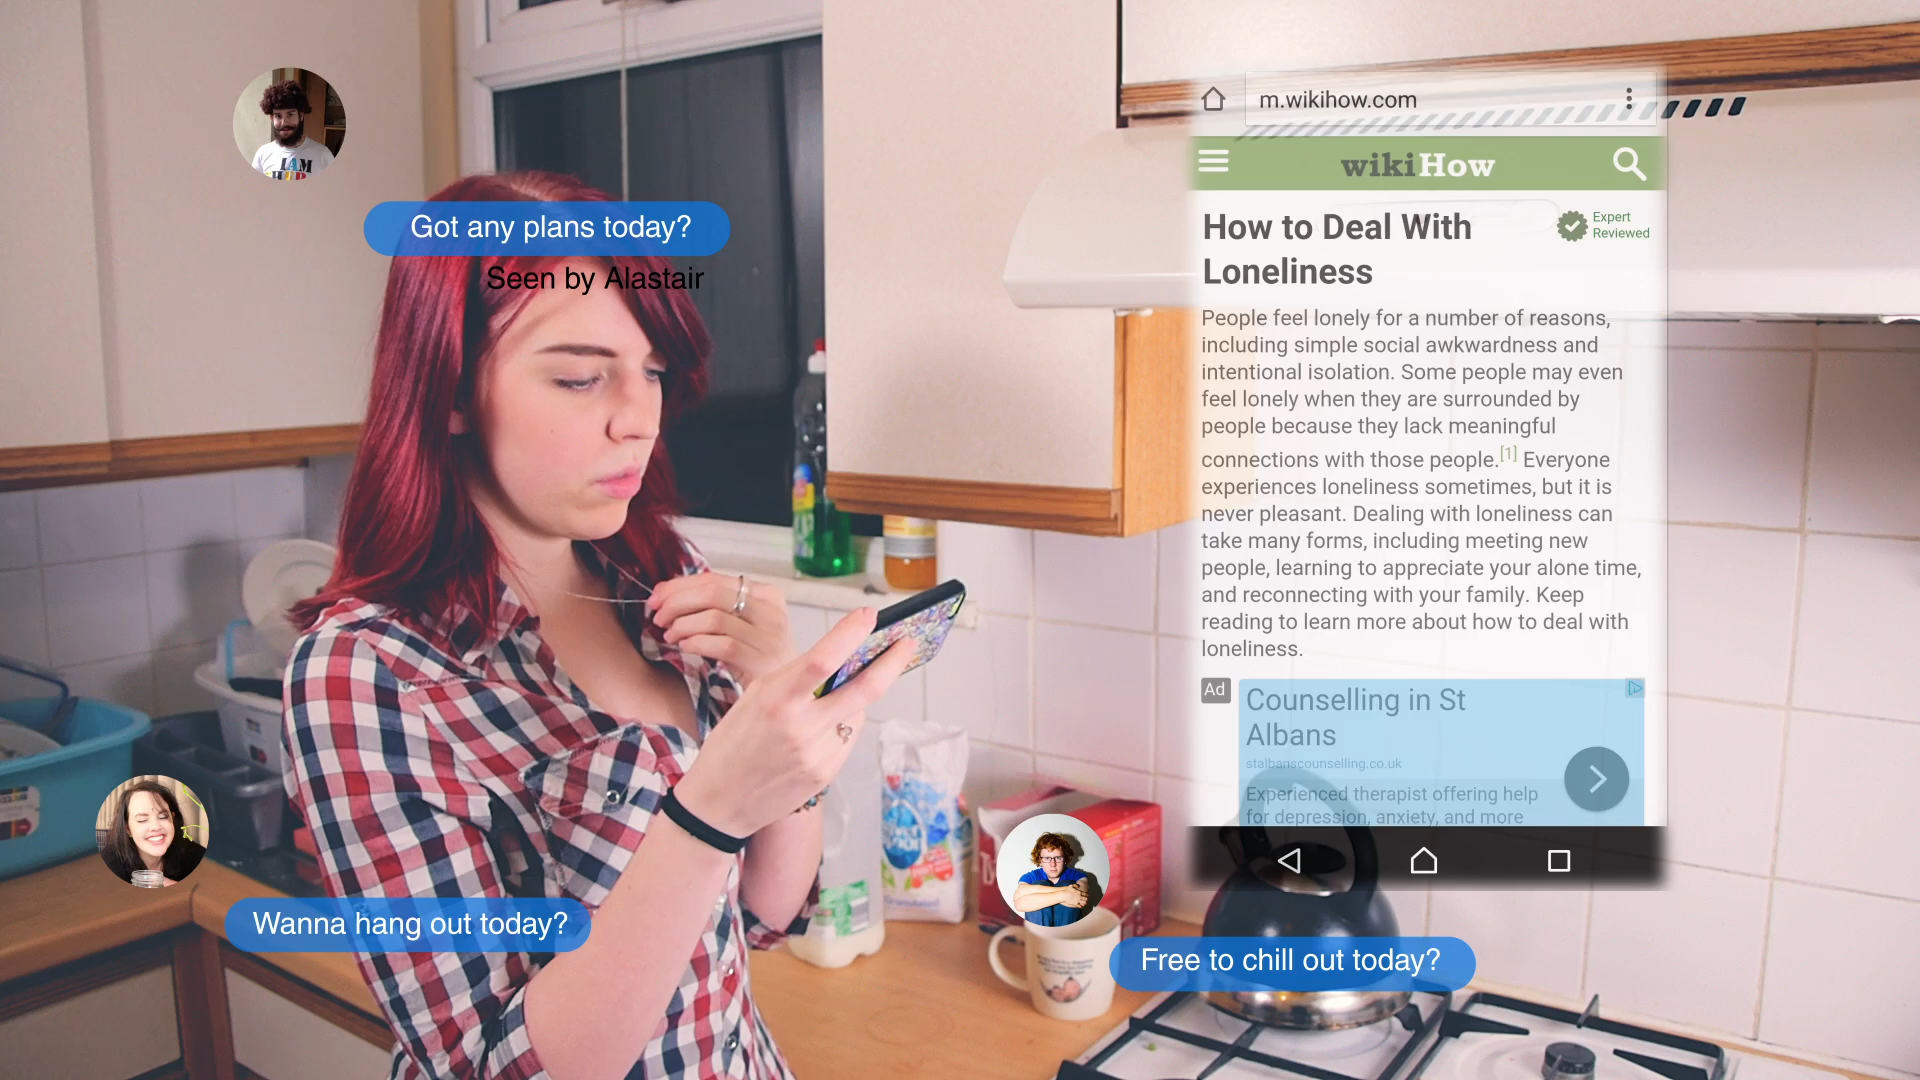 I AM
Got any plans today?
Seen by Alastair
m.wikihow.com
wikiHow
How to Deal With
Loneliness
Expert
Reviewed
People feel lonely for a number of reasons,
including simple social awkwardness and
intentional isolation. Some people may even
feel lonely when they are surrounded by
people because they lack meaningful
connections with those people.[1] Everyone
experiences loneliness sometimes, but it is
never pleasant. Dealing with loneliness can
take many forms, including meeting new
people, learning to appreciate your alone time,
and reconnecting with your family. Keep
reading to learn more about how to deal with
loneliness.
Ad
Counselling in St
Albans
stalbanscounselling.co.uk
Experienced therapist offering help
for depression, anxiety, and more
Wanna hang out today?
Free to chill out today?